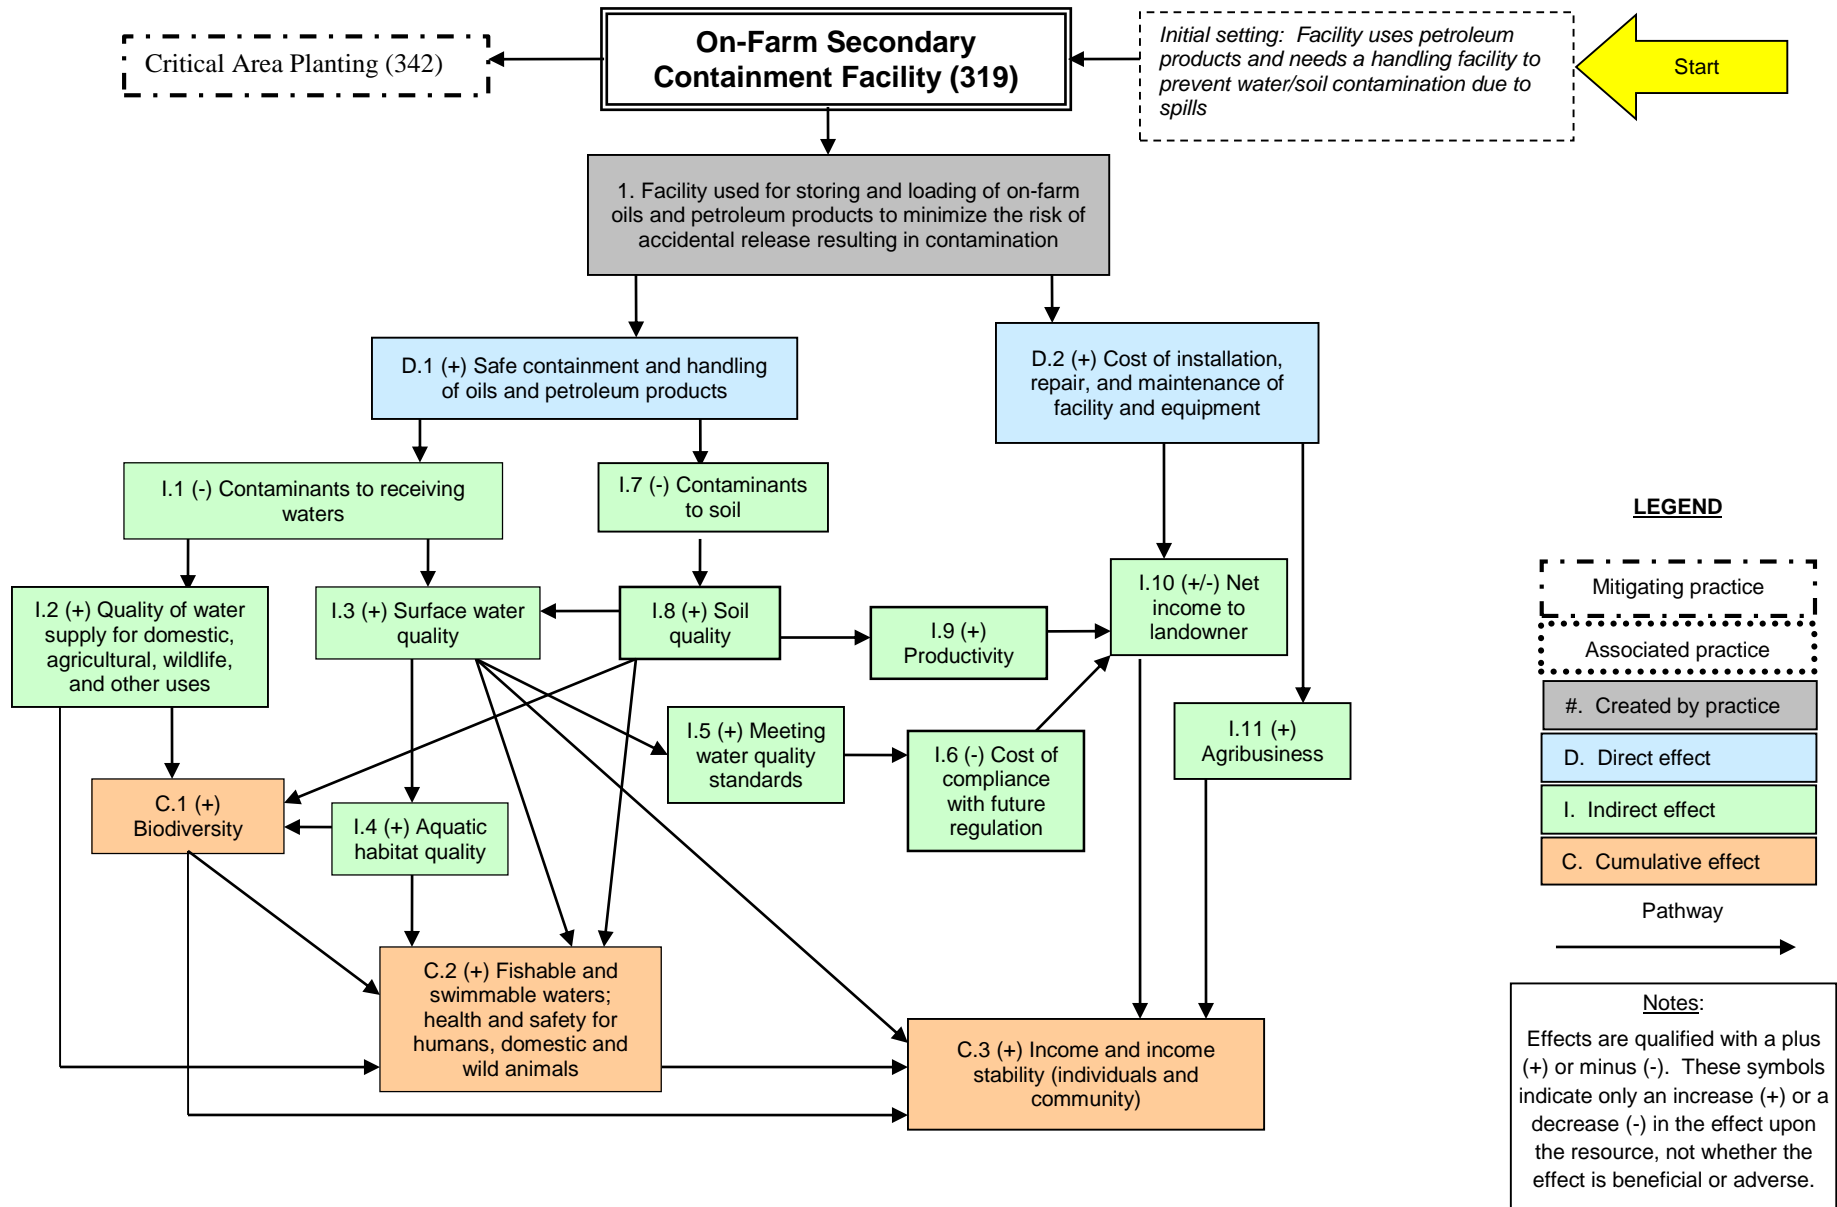 Critical Area Planting (342)
On-Farm Secondary
Containment Facility (319)
Initial setting:  Facility uses petroleum
products and needs a handling facility to
prevent water/soil contamination due to
spills
Start
1. Facility used for storing and loading of on-farm
oils and petroleum products to minimize the risk of
accidental release resulting in contamination
D.1 (+) Safe containment and handling
of oils and petroleum products
D.2 (+) Cost of installation,
repair, and maintenance of
facility and equipment
I.1 (-) Contaminants to receiving
waters
I.7 (-) Contaminants
to soil
I.2 (+) Quality of water
supply for domestic,
agricultural, wildlife,
and other uses
I.3 (+) Surface water
quality
I.8 (+) Soil
quality
I.9 (+)
Productivity
I.10 (+/-) Net
income to
landowner
I.5 (+) Meeting
water quality
standards
I.6 (-) Cost of
compliance
with future
regulation
I.11 (+)
Agribusiness
C.1 (+)
Biodiversity
I.4 (+) Aquatic
habitat quality
C.2 (+) Fishable and
swimmable waters;
health and safety for
humans, domestic and
wild animals
C.3 (+) Income and income
stability (individuals and
community)
LEGEND
Mitigating practice
Associated practice
#.  Created by practice
D.  Direct effect
I.  Indirect effect
C.  Cumulative effect
Pathway
Notes:
Effects are qualified with a plus
(+) or minus (-).  These symbols
indicate only an increase (+) or a
decrease (-) in the effect upon
the resource, not whether the
effect is beneficial or adverse.